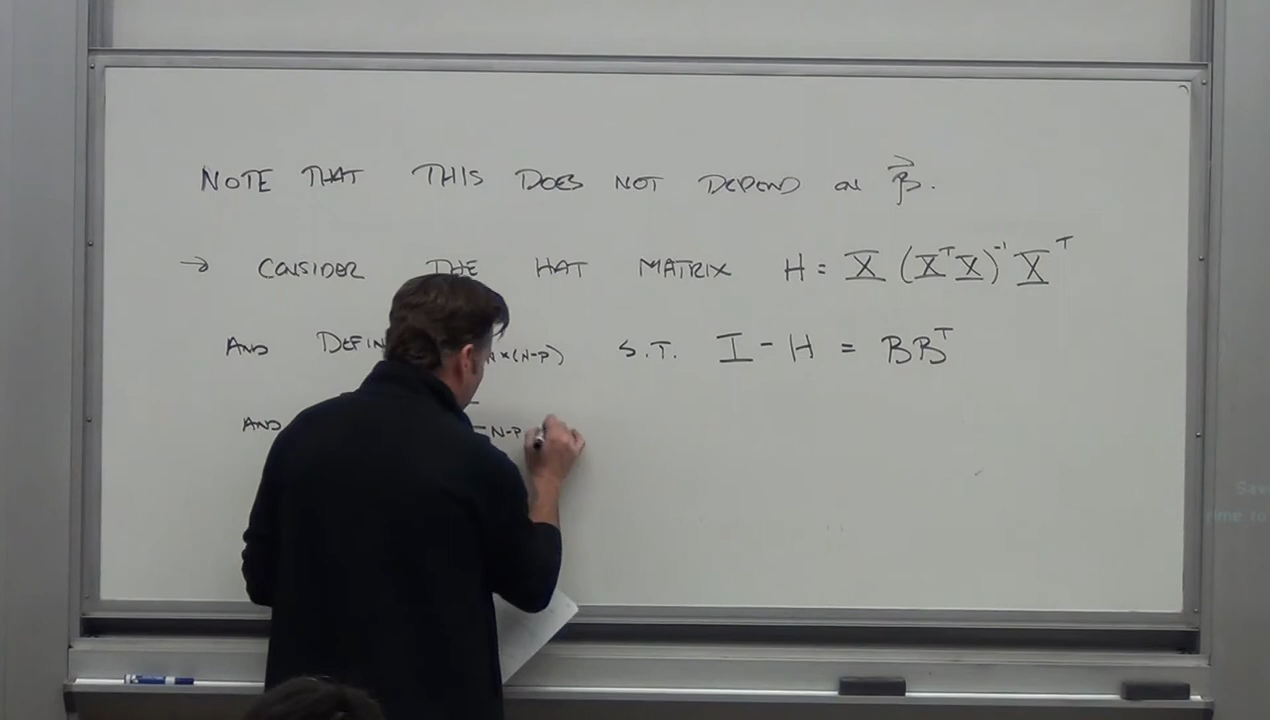 NOTE THAT THIS DOES NOT DEPEND ON β⃗.
→ CONSIDER THE HAT MATRIX H = X (XᵀX)⁻¹ Xᵀ
AND DEFIN N×(N-P) S.T. I - H = BBᵀ
AND N-P